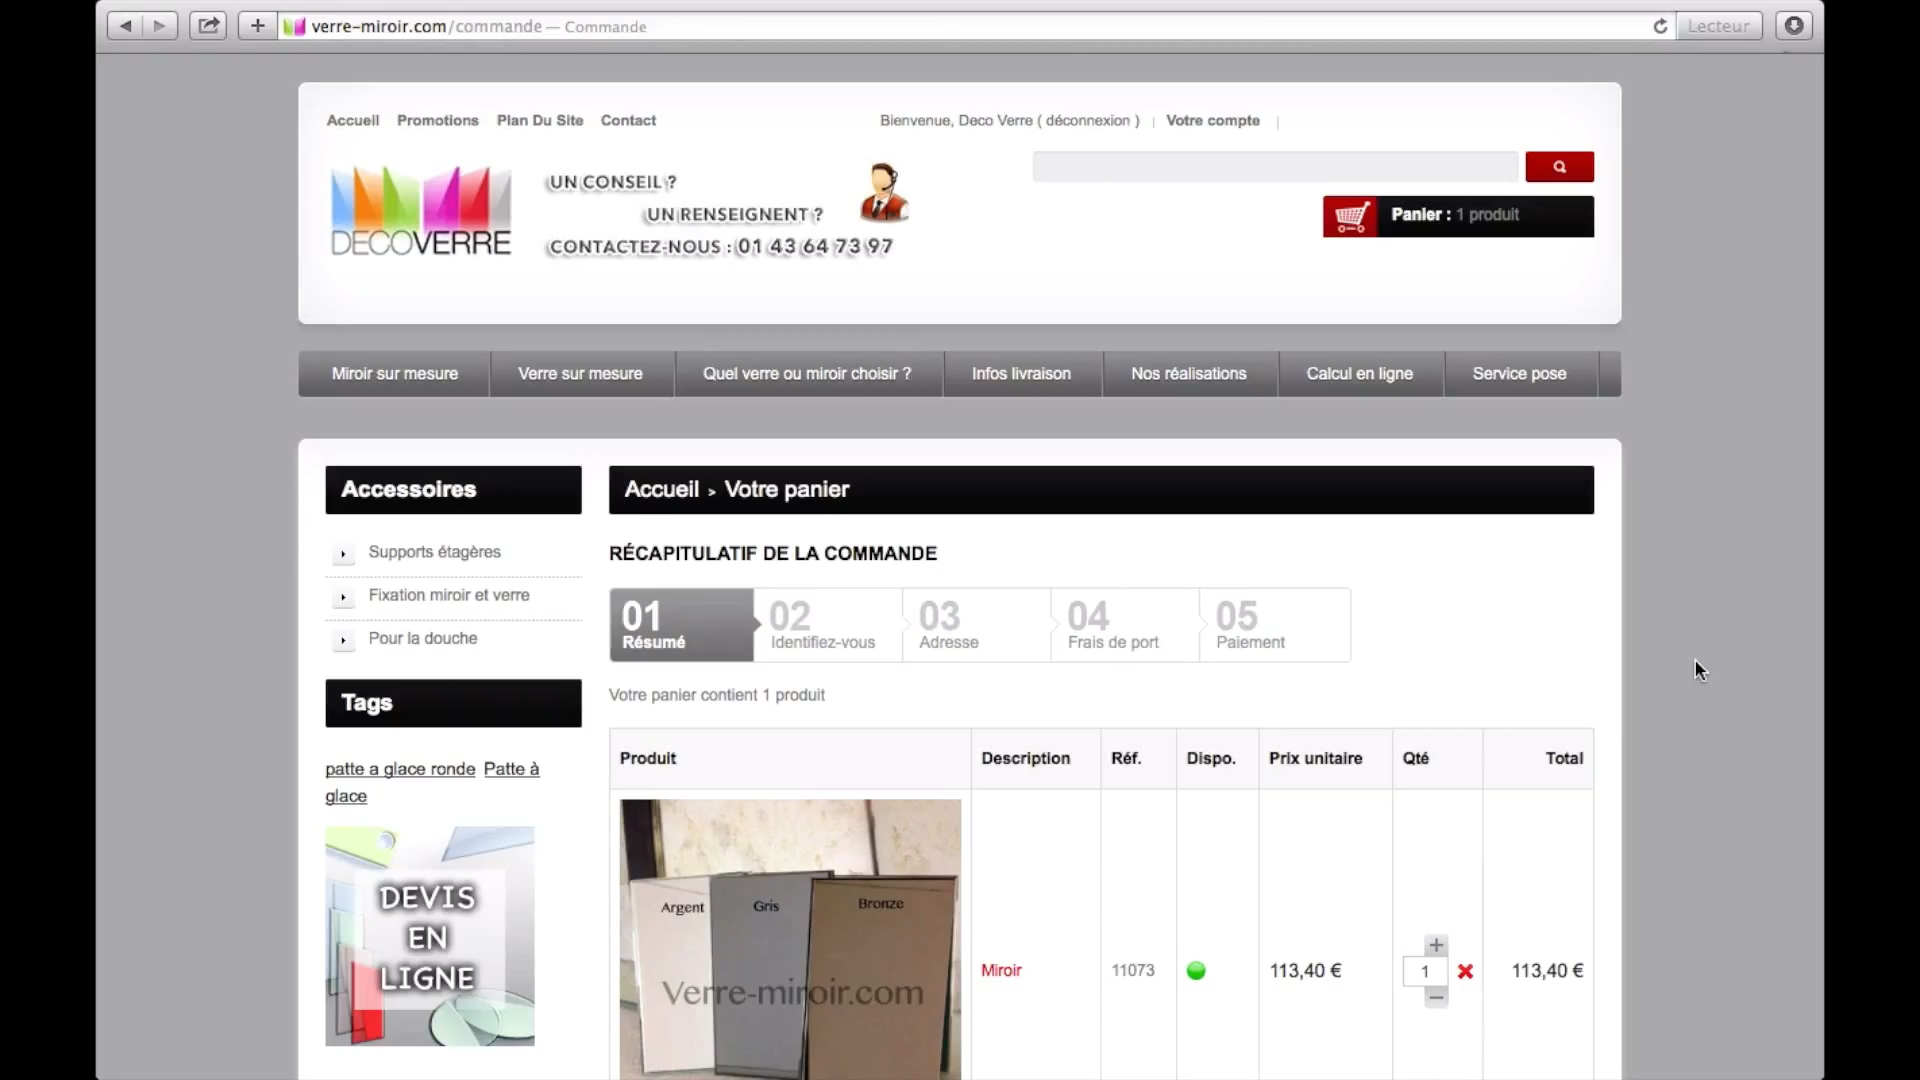 verre-miroir.com/commande — Commande
Lecteur
Accueil Promotions Plan Du Site Contact
Bienvenue, Deco Verre ( déconnexion ) | Votre compte |
DECOVERRE
UN CONSEIL ?
UN RENSEIGNENT ?
CONTACTEZ-NOUS : 01 43 64 73 97
Panier : 1 produit
Miroir sur mesure Verre sur mesure Quel verre ou miroir choisir ? Infos livraison Nos réalisations Calcul en ligne Service pose
Accessoires
Supports étagères
Fixation miroir et verre
Pour la douche
Tags
patte a glace ronde Patte à
glace
DEVIS
EN
LIGNE
Accueil > Votre panier
RÉCAPITULATIF DE LA COMMANDE
01 02 03 04 05
Résumé Identifiez-vous Adresse Frais de port Paiement
Votre panier contient 1 produit
Produit Description Réf. Dispo. Prix unitaire Qté Total
Argent Gris Bronze
Verre-miroir.com
Miroir 11073 113,40 € 1 113,40 €